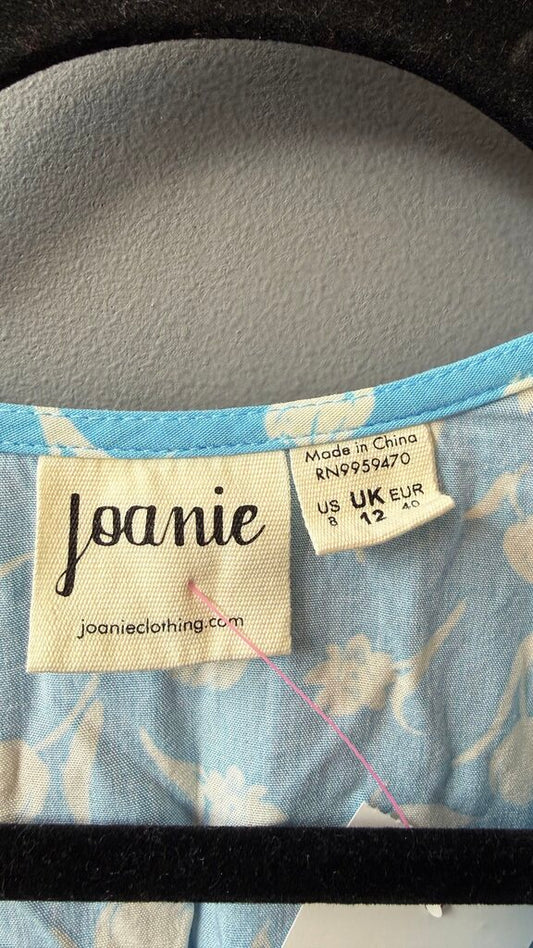 Joanie
joanieclothing.com
Made in China
RN9959470
US UK EUR
8 12 40